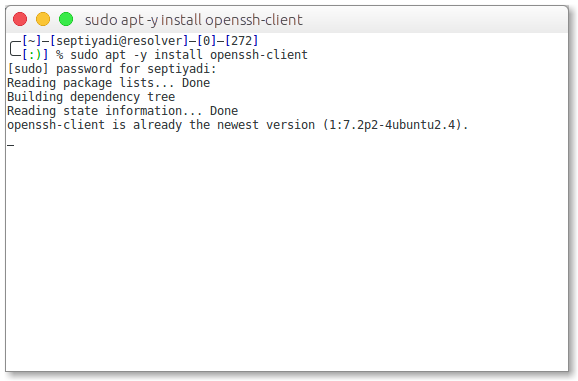 sudo apt -y install openssh-client
╭─[~]─[septiyadi@resolver]─[0]─[272]
╰─[:)] % sudo apt -y install openssh-client
[sudo] password for septiyadi:
Reading package lists... Done
Building dependency tree
Reading state information... Done
openssh-client is already the newest version (1:7.2p2-4ubuntu2.4).
_